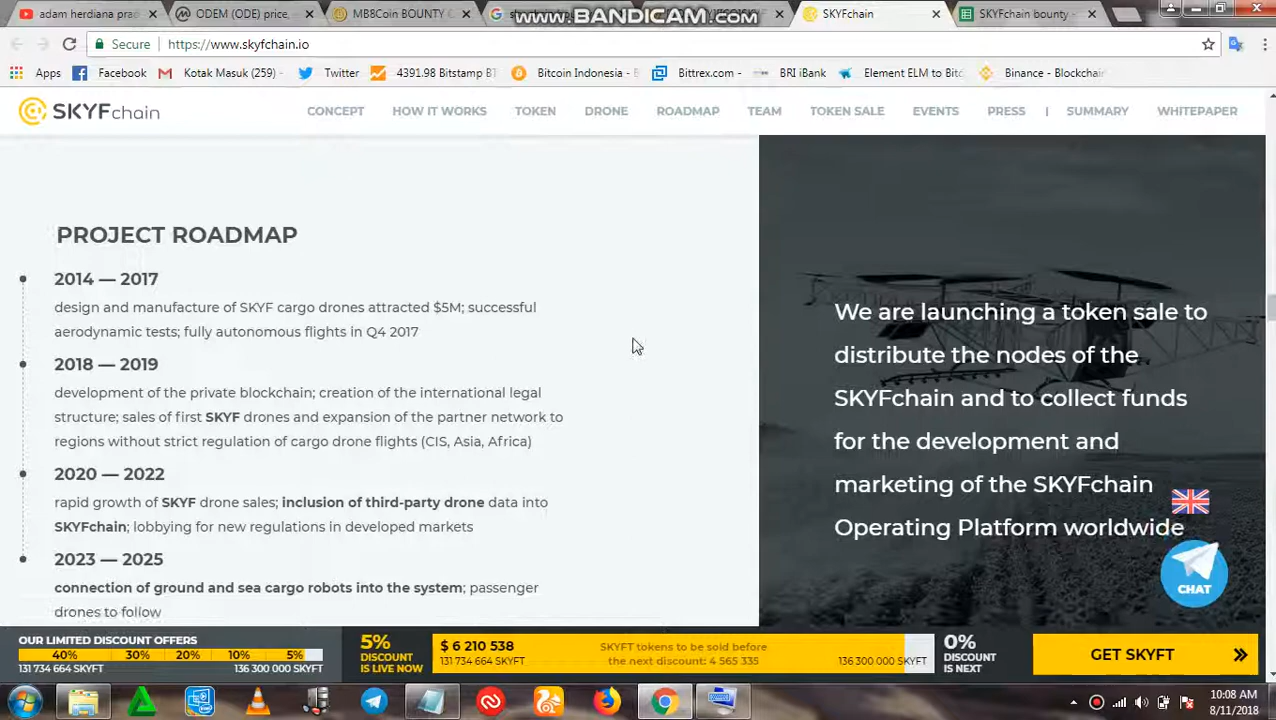 adam herdiana pra
ODEM (ODE) price,
MB8Coin BOUNTY C
SKYFchain
SKYFchain bounty -
www.BANDICAM.com
Secure https://www.skyfchain.io
Apps Facebook Kotak Masuk (259) - Twitter 4391.98 Bitstamp BT Bitcoin Indonesia - Bittrex.com - BRI iBank Element ELM to Bitc Binance - Blockchain
SKYFchain CONCEPT HOW IT WORKS TOKEN DRONE ROADMAP TEAM TOKEN SALE EVENTS PRESS | SUMMARY WHITEPAPER
PROJECT ROADMAP
2014 — 2017
design and manufacture of SKYF cargo drones attracted $5M; successful
aerodynamic tests; fully autonomous flights in Q4 2017
2018 — 2019
development of the private blockchain; creation of the international legal
structure; sales of first SKYF drones and expansion of the partner network to
regions without strict regulation of cargo drone flights (CIS, Asia, Africa)
2020 — 2022
rapid growth of SKYF drone sales; inclusion of third-party drone data into
SKYFchain; lobbying for new regulations in developed markets
2023 — 2025
connection of ground and sea cargo robots into the system; passenger
drones to follow
We are launching a token sale to
distribute the nodes of the
SKYFchain and to collect funds
for the development and
marketing of the SKYFchain
Operating Platform worldwide
CHAT
OUR LIMITED DISCOUNT OFFERS
40% 30% 20% 10% 5%
131 734 664 SKYFT 136 300 000 SKYFT
5%
DISCOUNT
IS LIVE NOW
$ 6 210 538
131 734 664 SKYFT
SKYFT tokens to be sold before
the next discount: 4 565 335
136 300 000 SKYFT
0%
DISCOUNT
IS NEXT
GET SKYFT
10:08 AM
8/11/2018